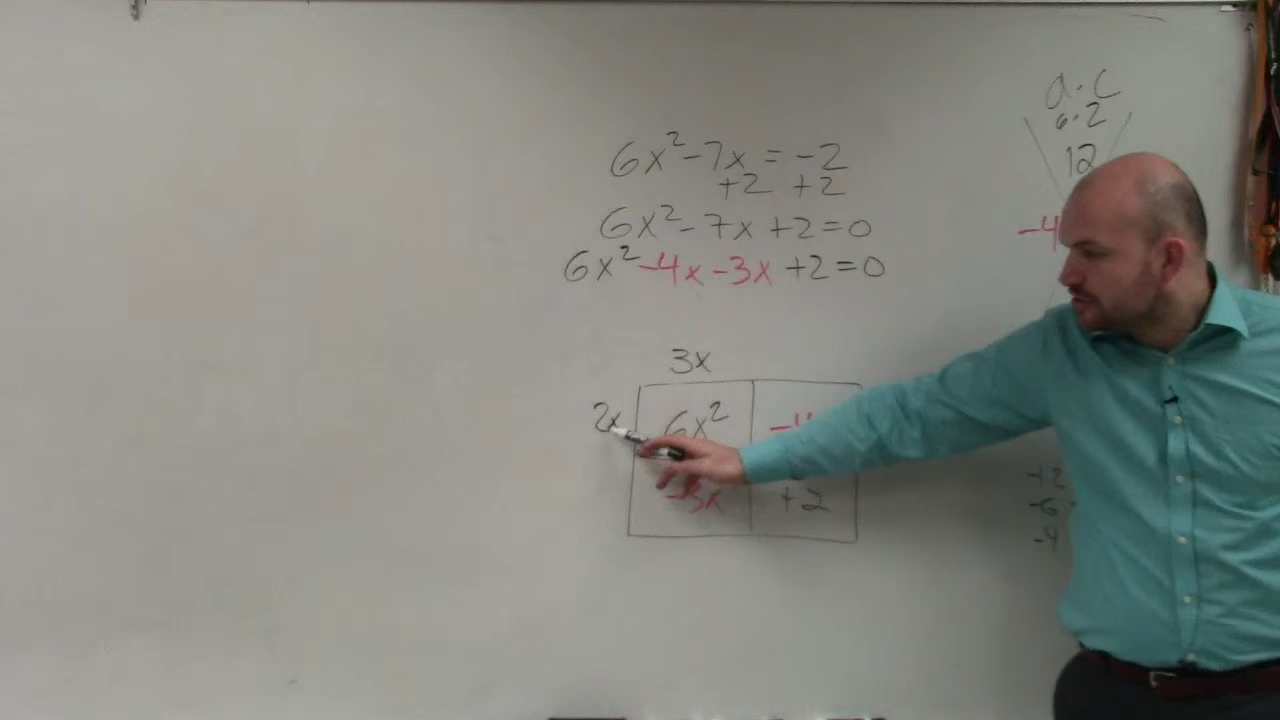 a·c
6·2
12
-4
6x²-7x=-2
+2 +2
6x²-7x+2=0
6x²-4x-3x+2=0
3x
2x 6x² -4
-3x +2
+2
-6
-4